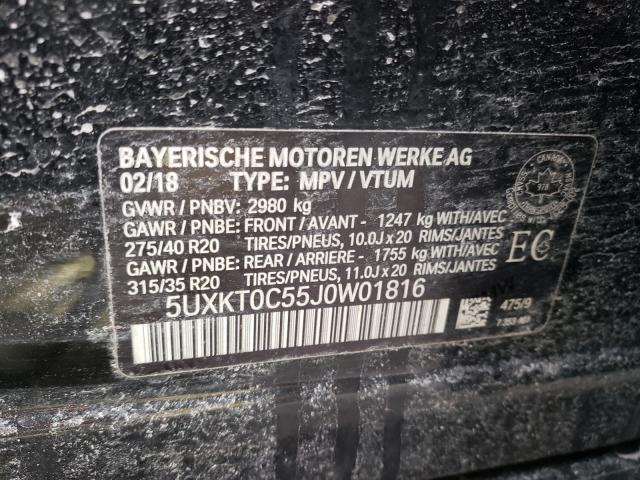 BAYERISCHE MOTOREN WERKE AG
02/18 TYPE: MPV / VTUM
GVWR / PNBV: 2980 kg
GAWR / PNBE: FRONT / AVANT - 1247 kg WITH/AVEC
275/40 R20 TIRES/PNEUS, 10.0J x 20 RIMS/JANTES
GAWR / PNBE: REAR / ARRIERE - 1755 kg WITH/AVEC
315/35 R20 TIRES/PNEUS, 11.0J x 20 RIMS/JANTES
EC
5UXKT0C55J0W01816
475/9
CANADA